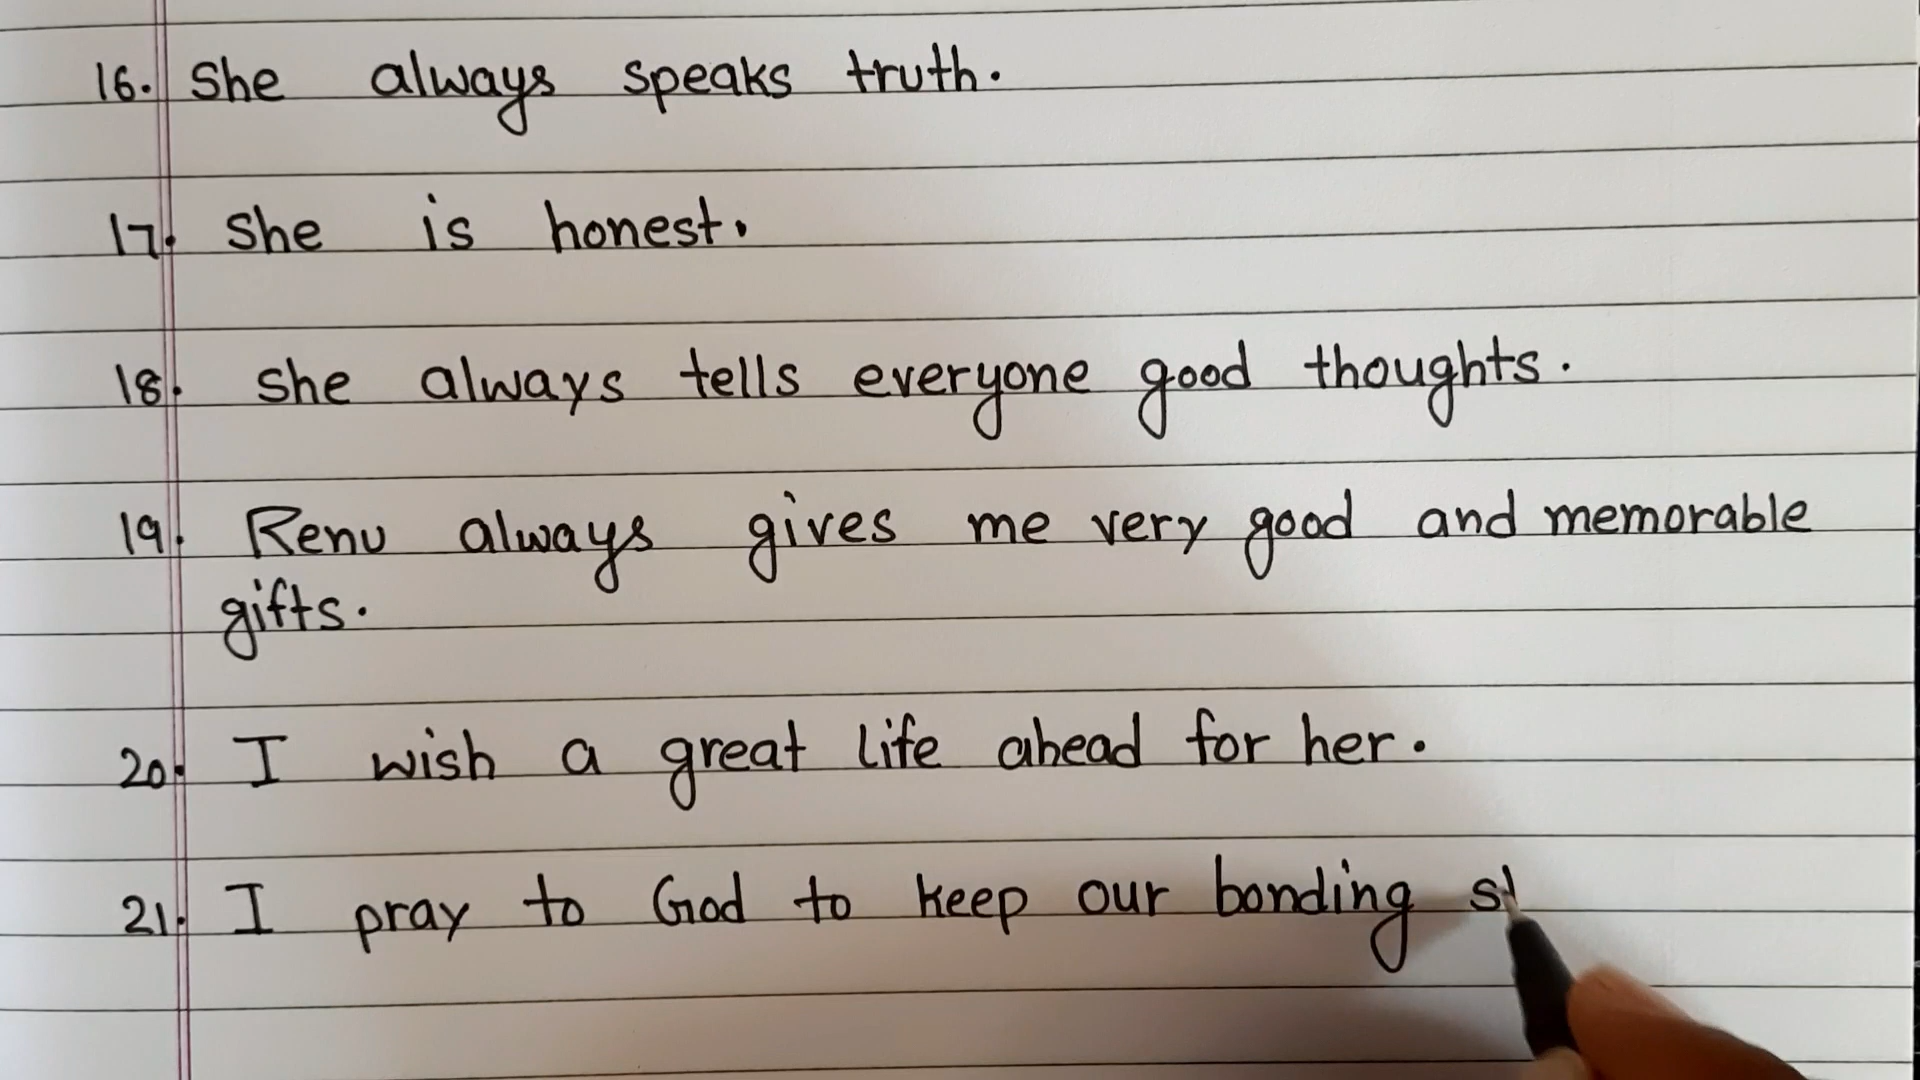 16. She always speaks truth.
17. She is honest.
18. She always tells everyone good thoughts.
19. Renu always gives me very good and memorable
gifts.
20. I wish a great life ahead for her.
21. I pray to God to keep our bonding